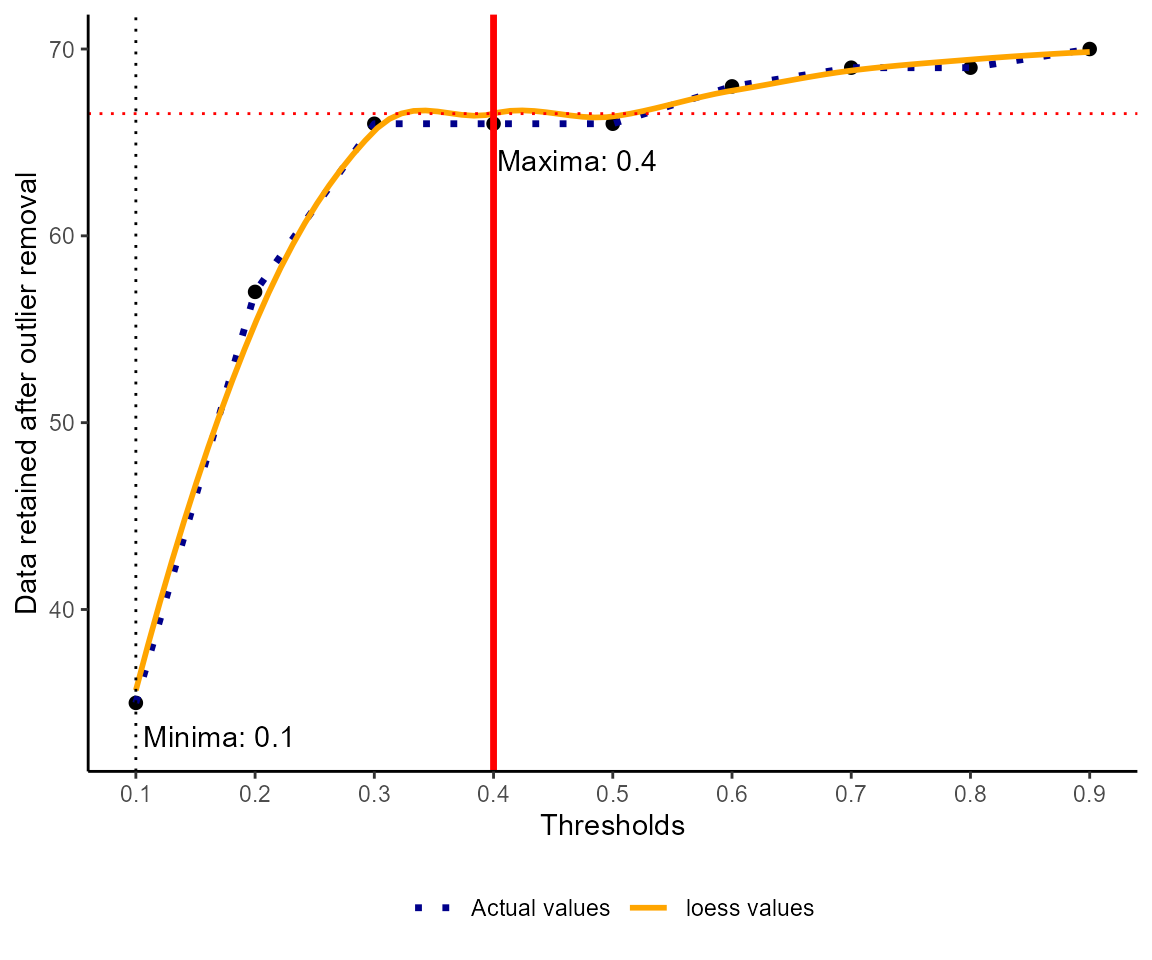 Data retained after outlier removal
70
60
50
40
Maxima: 0.4
Minima: 0.1
0.1 0.2 0.3 0.4 0.5 0.6 0.7 0.8 0.9
Thresholds
Actual values loess values